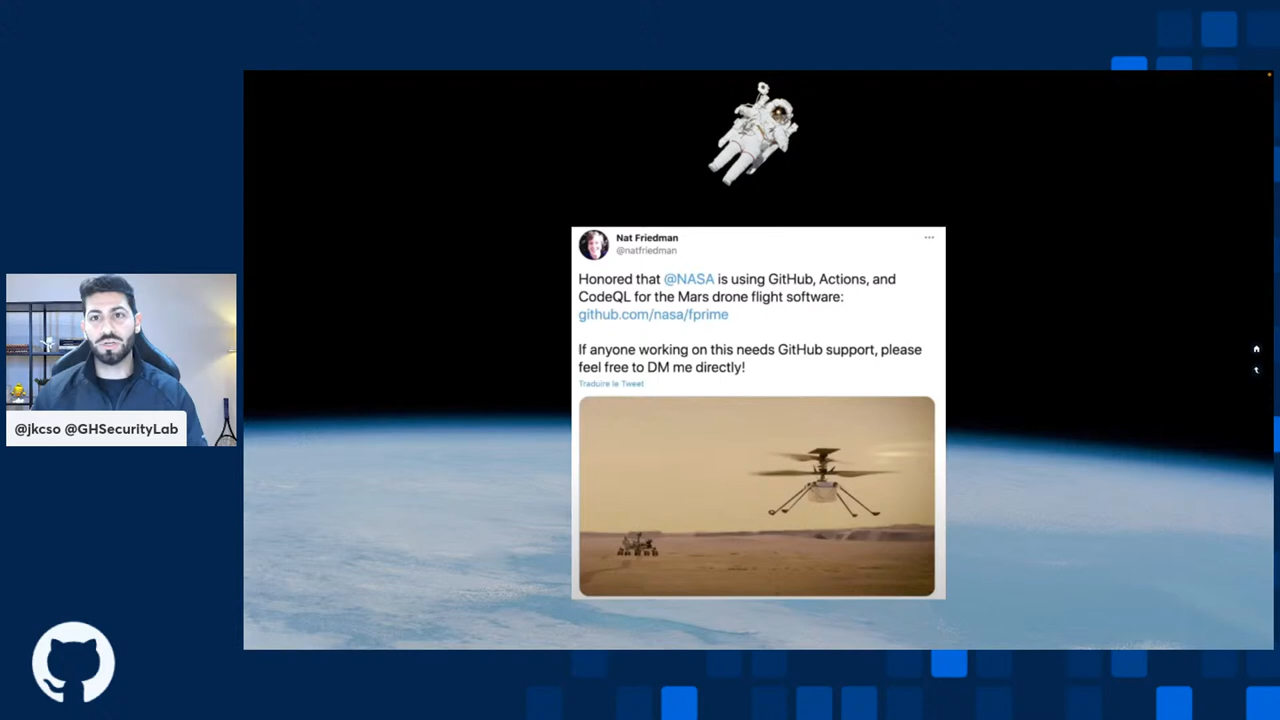 Nat Friedman
@natfriedman
Honored that @NASA is using GitHub, Actions, and
CodeQL for the Mars drone flight software:
github.com/nasa/fprime
If anyone working on this needs GitHub support, please
feel free to DM me directly!
Traduire le Tweet
@jkcso @GHSecurityLab